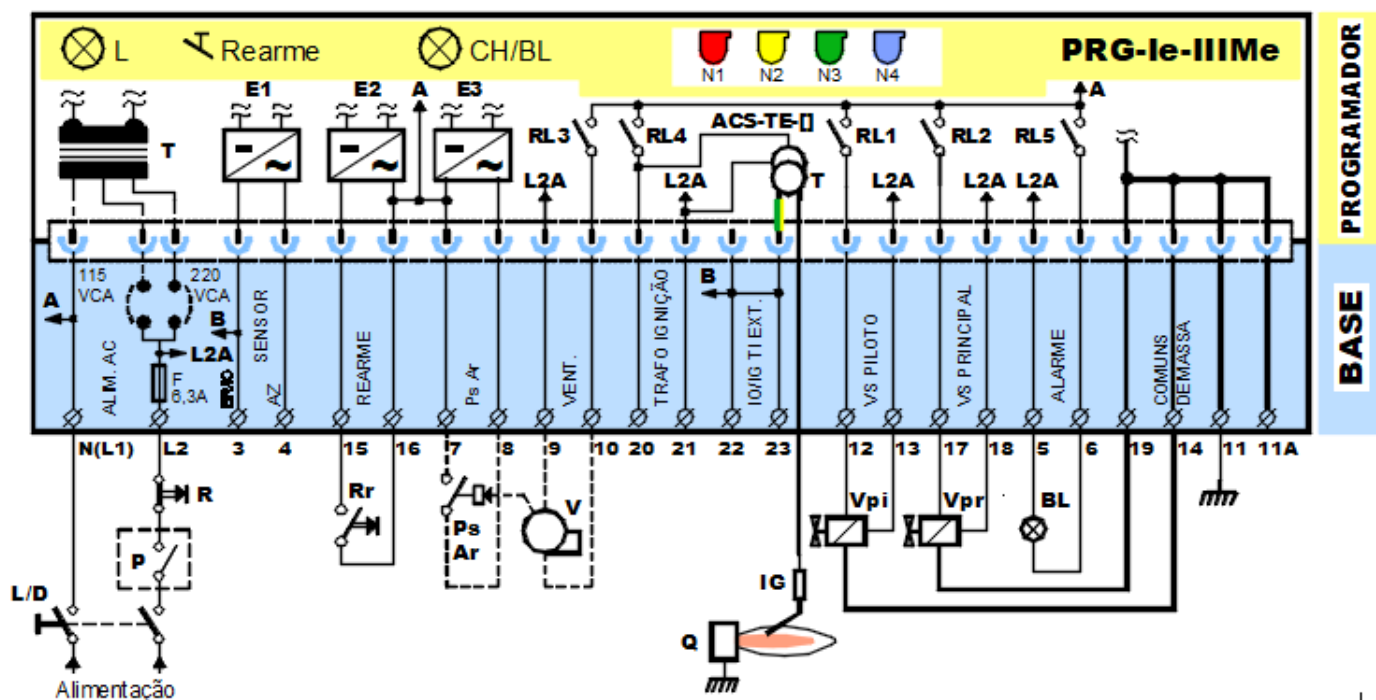 L Rearme CH/BL N1 N2 N3 N4 PRG-Ie-IIIMe
PROGRAMADOR
E1 E2 A E3 A
T RL3 RL4 ACS-TE-[] RL1 RL2 RL5
L2A L2A T L2A L2A L2A
BASE
115 VCA
220 VCA
A B B
L2A
F 6,3A
ALM. AC
SENSOR
AZ
REARME
Ps Ar
VENT.
TRAFO IGNIÇÃO
IO/IG TI EXT.
VS PILOTO
VS PRINCIPAL
ALARME
COMUNS
DEMASSA
N(L1) L2 3 4 15 16 7 8 9 10 20 21 22 23 12 13 17 18 5 6 19 14 11 11A
R Rr Ps Ar V Vpi Vpr BL
P
L/D
IG
Q
Alimentação